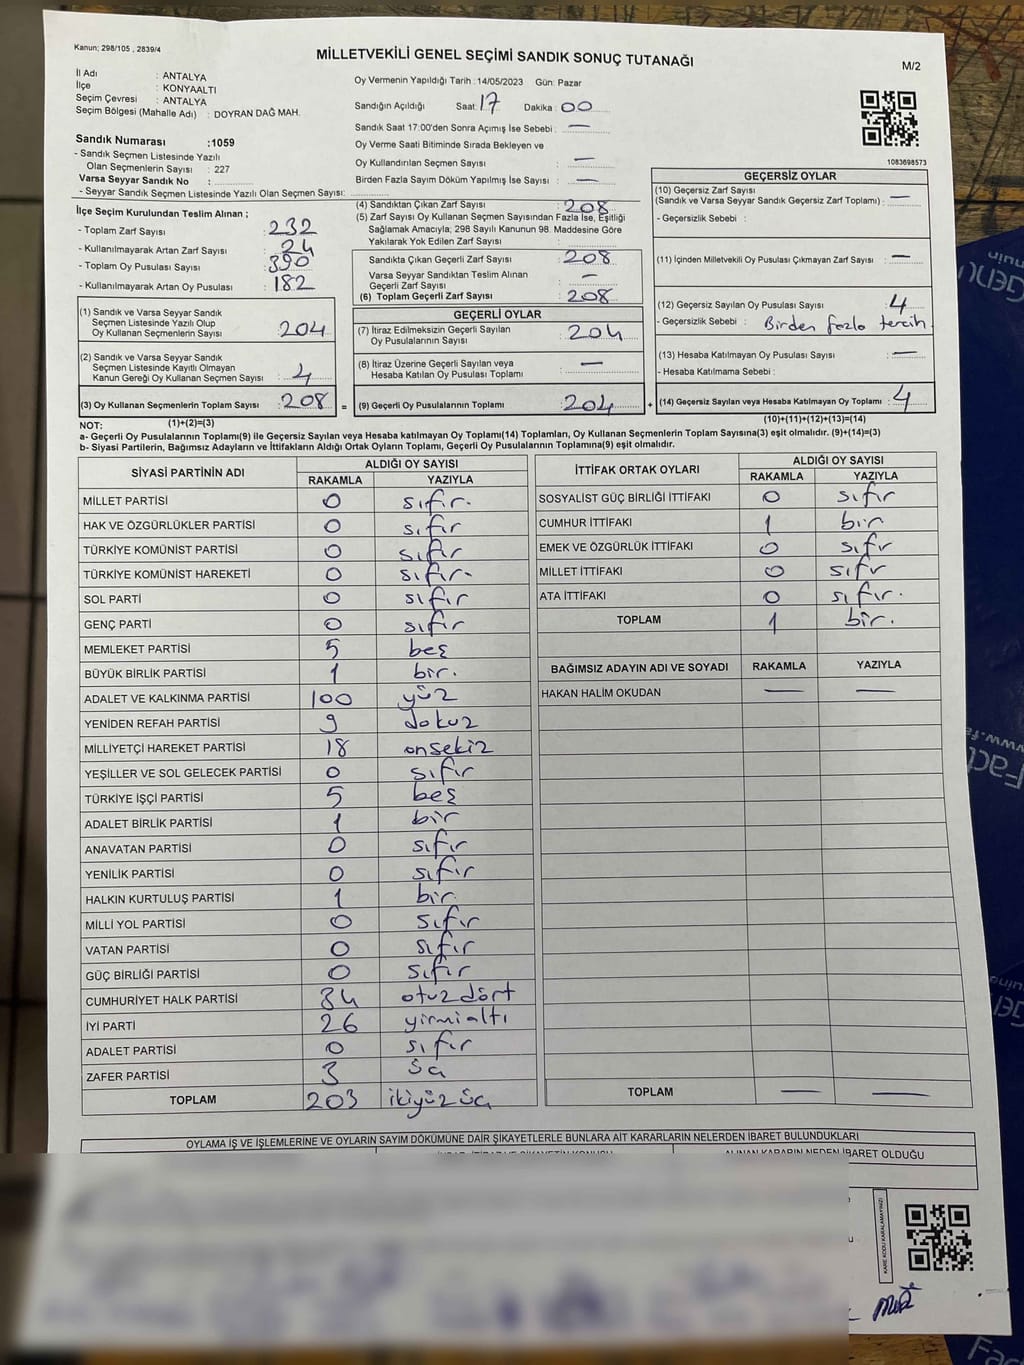 Kanun; 298/105 , 2839/4
MİLLETVEKİLİ GENEL SEÇİMİ SANDIK SONUÇ TUTANAĞI
M/2
İl Adı : ANTALYA
İlçe : KONYAALTI
Seçim Çevresi : ANTALYA
Seçim Bölgesi (Mahalle Adı) : DOYRAN DAĞ MAH.
Oy Vermenin Yapıldığı Tarih : 14/05/2023 Gün: Pazar
Sandığın Açıldığı Saat: 17 Dakika : 00
Sandık Saat 17:00'den Sonra Açımış İse Sebebi : —
Oy Verme Saati Bitiminde Sırada Bekleyen ve
Oy Kullandırılan Seçmen Sayısı : —
Birden Fazla Sayım Döküm Yapılmış İse Sayısı : —
1083698573
Sandık Numarası :1059
- Sandık Seçmen Listesinde Yazılı
Olan Seçmenlerin Sayısı : 227
Varsa Seyyar Sandık No :
- Seyyar Sandık Seçmen Listesinde Yazılı Olan Seçmen Sayısı:
İlçe Seçim Kurulundan Teslim Alınan ;
- Toplam Zarf Sayısı : 232
- Kullanılmayarak Artan Zarf Sayısı : 24
- Toplam Oy Pusulası Sayısı : 390
- Kullanılmayarak Artan Oy Pusulası : 182
(1) Sandık ve Varsa Seyyar Sandık
Seçmen Listesinde Yazılı Olup
Oy Kullanan Seçmenlerin Sayısı : 204
(2) Sandık ve Varsa Seyyar Sandık
Seçmen Listesinde Kayıtlı Olmayan
Kanun Gereği Oy Kullanan Seçmen Sayısı : 4
(3) Oy Kullanan Seçmenlerin Toplam Sayısı : 208 =
(1)+(2)=(3)
(4) Sandıktan Çıkan Zarf Sayısı : 208
(5) Zarf Sayısı Oy Kullanan Seçmen Sayısından Fazla İse, Eşitliği
Sağlamak Amacıyla; 298 Sayılı Kanunun 98. Maddesine Göre
Yakılarak Yok Edilen Zarf Sayısı :
Sandıkta Çıkan Geçerli Zarf Sayısı : 208
Varsa Seyyar Sandıktan Teslim Alınan
Geçerli Zarf Sayısı : —
(6) Toplam Geçerli Zarf Sayısı : 208
GEÇERLİ OYLAR
(7) İtiraz Edilmeksizin Geçerli Sayılan
Oy Pusulalarının Sayısı : 204
(8) İtiraz Üzerine Geçerli Sayılan veya
Hesaba Katılan Oy Pusulası Toplamı : —
(9) Geçerli Oy Pusulalarının Toplamı : 204 +
GEÇERSİZ OYLAR
(10) Geçersiz Zarf Sayısı
(Sandık ve Varsa Seyyar Sandık Geçersiz Zarf Toplamı) : —
- Geçersizlik Sebebi :
(11) İçinden Milletvekili Oy Pusulası Çıkmayan Zarf Sayısı : —
(12) Geçersiz Sayılan Oy Pusulası Sayısı : 4
- Geçersizlik Sebebi : Birden fazla tercih
(13) Hesaba Katılmayan Oy Pusulası Sayısı : —
- Hesaba Katılmama Sebebi :
(14) Geçersiz Sayılan veya Hesaba Katılmayan Oy Toplamı : 4
(10)+(11)+(12)+(13)=(14)
NOT:
a- Geçerli Oy Pusulalarının Toplamı(9) ile Geçersiz Sayılan veya Hesaba katılmayan Oy Toplamı(14) Toplamları, Oy Kullanan Seçmenlerin Toplam Sayısına(3) eşit olmalıdır. (9)+(14)=(3)
b- Siyasi Partilerin, Bağımsız Adayların ve İttifakların Aldığı Ortak Oyların Toplamı, Geçerli Oy Pusulalarının Toplamına(9) eşit olmalıdır.
SİYASİ PARTİNİN ADI ALDIĞI OY SAYISI
RAKAMLA YAZIYLA
MİLLET PARTİSİ 0 sıfır.
HAK VE ÖZGÜRLÜKLER PARTİSİ 0 sıfır
TÜRKİYE KOMÜNİST PARTİSİ 0 sıfır
TÜRKİYE KOMÜNİST HAREKETİ 0 sıfır.
SOL PARTİ 0 sıfır
GENÇ PARTİ 0 sıfır
MEMLEKET PARTİSİ 5 beş
BÜYÜK BİRLİK PARTİSİ 1 bir.
ADALET VE KALKINMA PARTİSİ 100 yüz
YENİDEN REFAH PARTİSİ 9 dokuz
MİLLİYETÇİ HAREKET PARTİSİ 18 onsekiz
YEŞİLLER VE SOL GELECEK PARTİSİ 0 sıfır
TÜRKİYE İŞÇİ PARTİSİ 5 beş
ADALET BİRLİK PARTİSİ 1 bir
ANAVATAN PARTİSİ 0 sıfır
YENİLİK PARTİSİ 0 sıfır
HALKIN KURTULUŞ PARTİSİ 1 bir.
MİLLİ YOL PARTİSİ 0 sıfır
VATAN PARTİSİ 0 sıfır
GÜÇ BİRLİĞİ PARTİSİ 0 sıfır
CUMHURİYET HALK PARTİSİ 34 otuzdört
İYİ PARTİ 26 yirmialtı
ADALET PARTİSİ 0 sıfır
ZAFER PARTİSİ 3 üç
TOPLAM 203 ikiyüzüç
İTTİFAK ORTAK OYLARI ALDIĞI OY SAYISI
RAKAMLA YAZIYLA
SOSYALİST GÜÇ BİRLİĞİ İTTİFAKI 0 sıfır
CUMHUR İTTİFAKI 1 bir
EMEK VE ÖZGÜRLÜK İTTİFAKI 0 sıfır
MİLLET İTTİFAKI 0 sıfır
ATA İTTİFAKI 0 sıfır.
TOPLAM 1 bir.
BAĞIMSIZ ADAYIN ADI VE SOYADI RAKAMLA YAZIYLA
HAKAN HALİM OKUDAN — —
TOPLAM — —
OYLAMA İŞ VE İŞLEMLERİNE VE OYLARIN SAYIM DÖKÜMÜNE DAİR ŞİKAYETLERLE BUNLARA AİT KARARLARIN NELERDEN İBARET BULUNDUKLARI
ALINAN KARARIN NEDEN İBARET OLDUĞU
KARE KODU KARALAMAYINIZ!